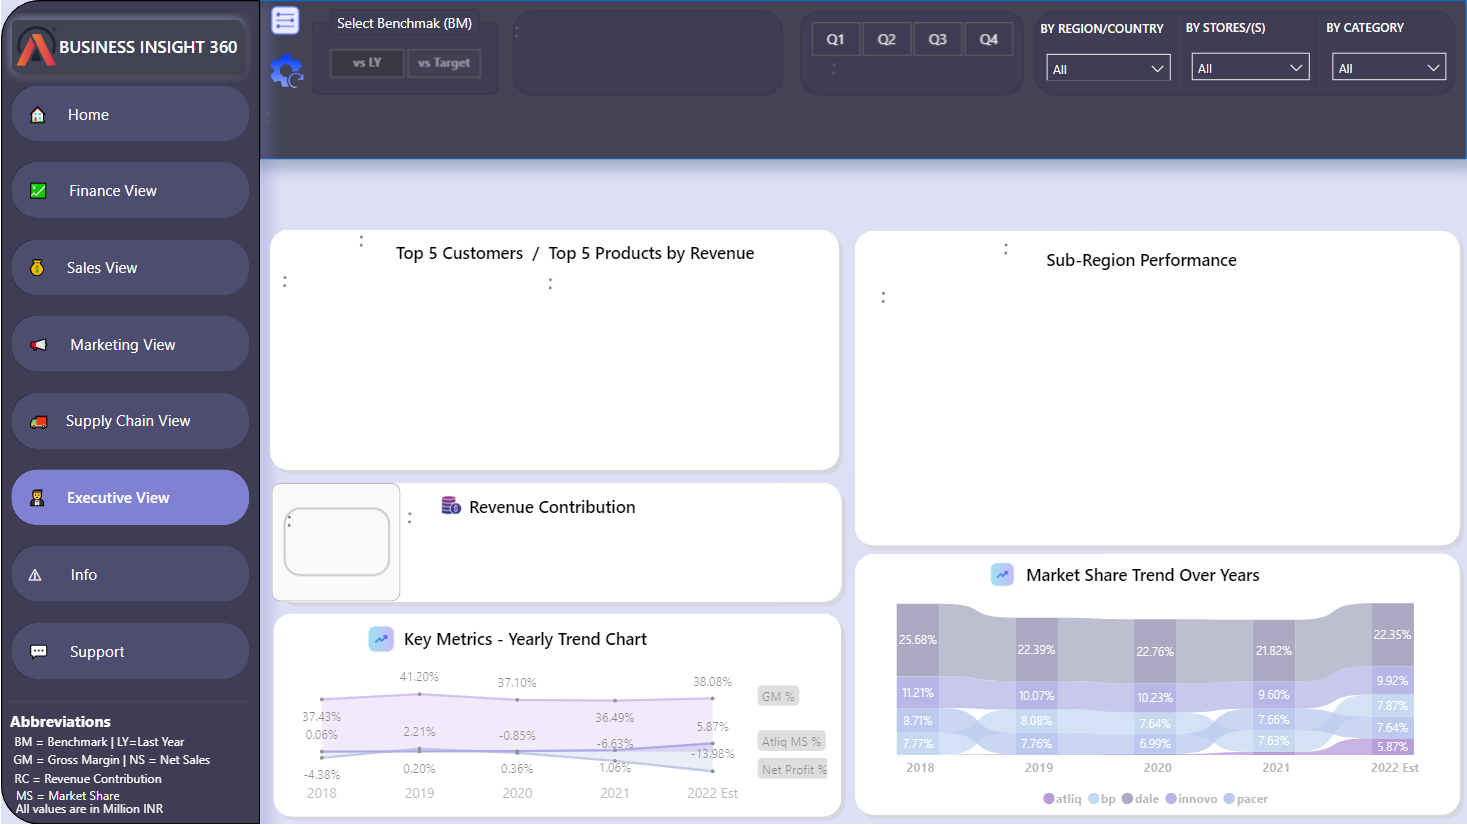 BUSINESS INSIGHT 360
Home
Finance View
Sales View
Marketing View
Supply Chain View
Executive View
Info
Support
Abbreviations
BM = Benchmark | LY=Last Year
GM = Gross Margin | NS = Net Sales
RC = Revenue Contribution
MS = Market Share
All values are in Million INR
Select Benchmak (BM)
vs LY vs Target
Q1 Q2 Q3 Q4
BY REGION/COUNTRY BY STORES/(S) BY CATEGORY
All All All
Top 5 Customers / Top 5 Products by Revenue
Sub-Region Performance
Revenue Contribution
Key Metrics - Yearly Trend Chart
41.20% 37.10% 38.08%
GM %
37.43% 36.49%
0.06% 2.21% -0.85% -6.63% 5.87%
Atliq MS %
-13.98%
-4.38% 0.20% 0.36% 1.06%
Net Profit %
2018 2019 2020 2021 2022 Est
Market Share Trend Over Years
25.68% 22.39% 22.76% 21.82% 22.35%
11.21% 10.07% 10.23% 9.60% 9.92%
8.71% 8.08% 7.64% 7.66% 7.87%
7.77% 7.76% 6.99% 7.63% 7.64%
5.87%
2018 2019 2020 2021 2022 Est
atliq bp dale innovo pacer